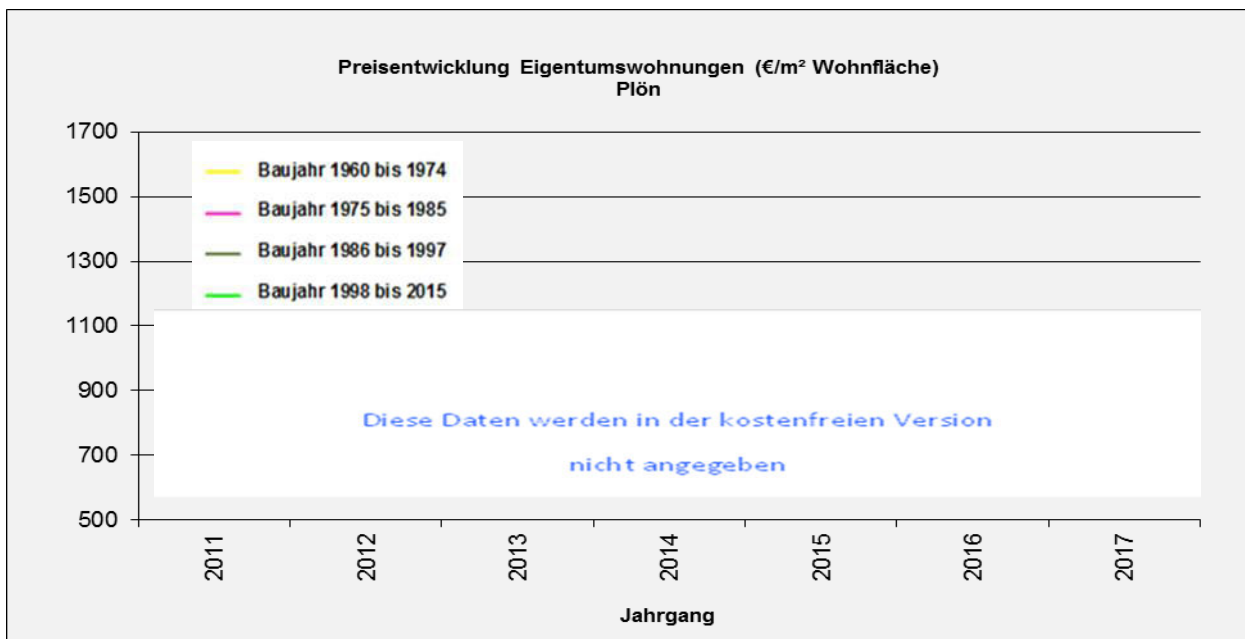 Preisentwicklung Eigentumswohnungen (€/m² Wohnfläche)
Plön
1700
1500
1300
1100
900
700
500
Baujahr 1960 bis 1974
Baujahr 1975 bis 1985
Baujahr 1986 bis 1997
Baujahr 1998 bis 2015
Diese Daten werden in der kostenfreien Version
nicht angegeben
2011
2012
2013
2014
2015
2016
2017
Jahrgang